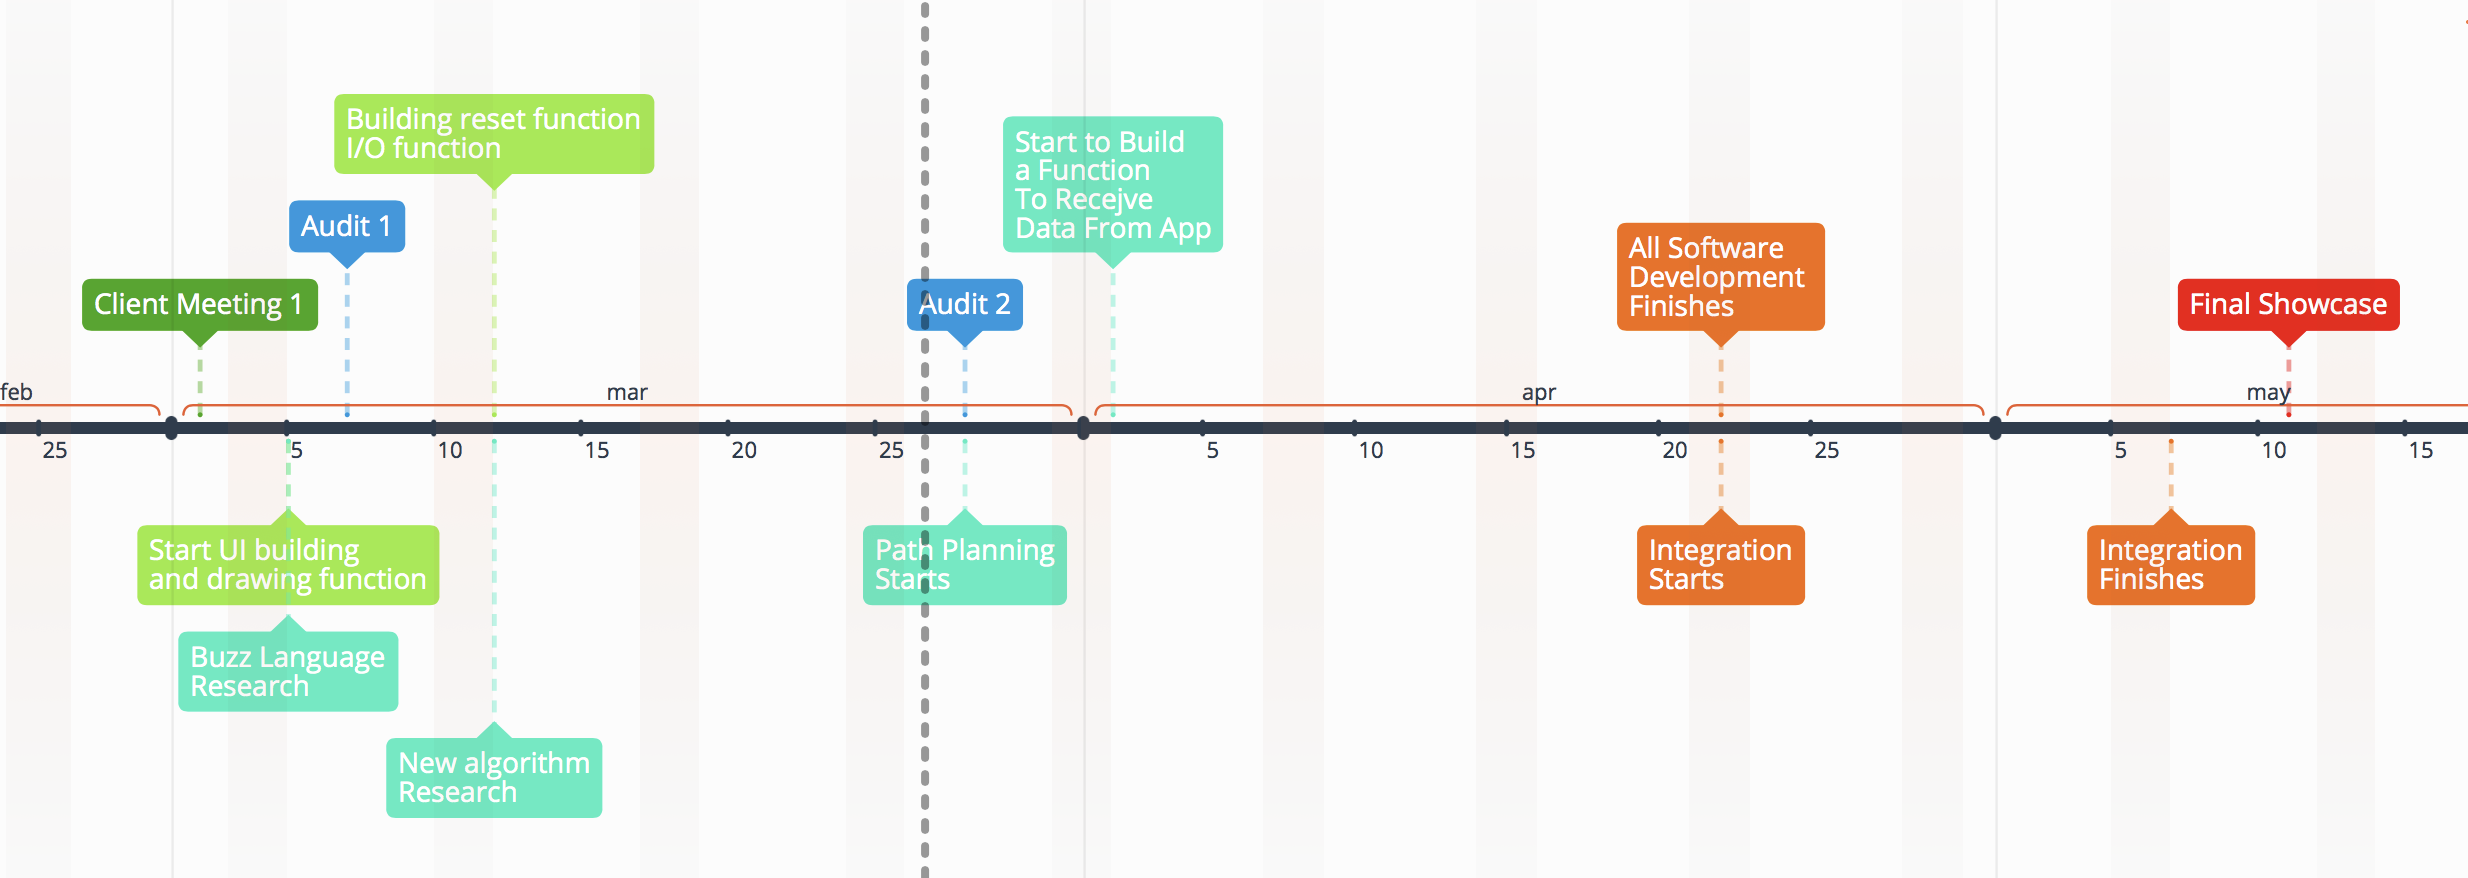 Building reset function
I/O function
Start to Build
a Function
To Recejve
Data From App
Audit 1
All Software
Development
Finishes
Client Meeting 1
Audit 2
Final Showcase
feb
mar
apr
may
25
5
10
15
20
25
5
10
15
20
25
5
10
15
Start UI building
and drawing function
Path Planning
Starts
Integration
Starts
Integration
Finishes
Buzz Language
Research
New algorithm
Research